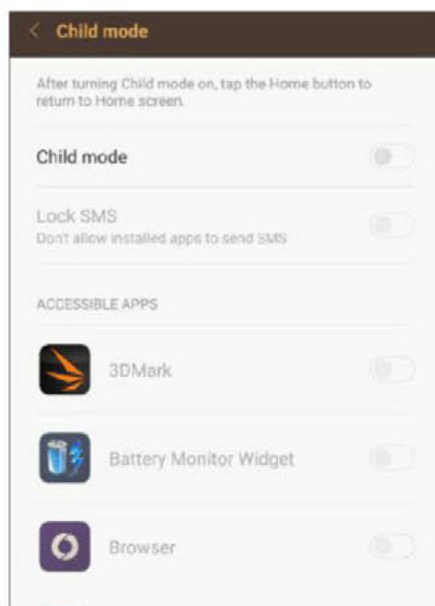 Child mode
After turning Child mode on, tap the Home button to
return to Home screen.
Child mode
Lock SMS
Don't allow installed apps to send SMS
ACCESSIBLE APPS
3DMark
Battery Monitor Widget
Browser